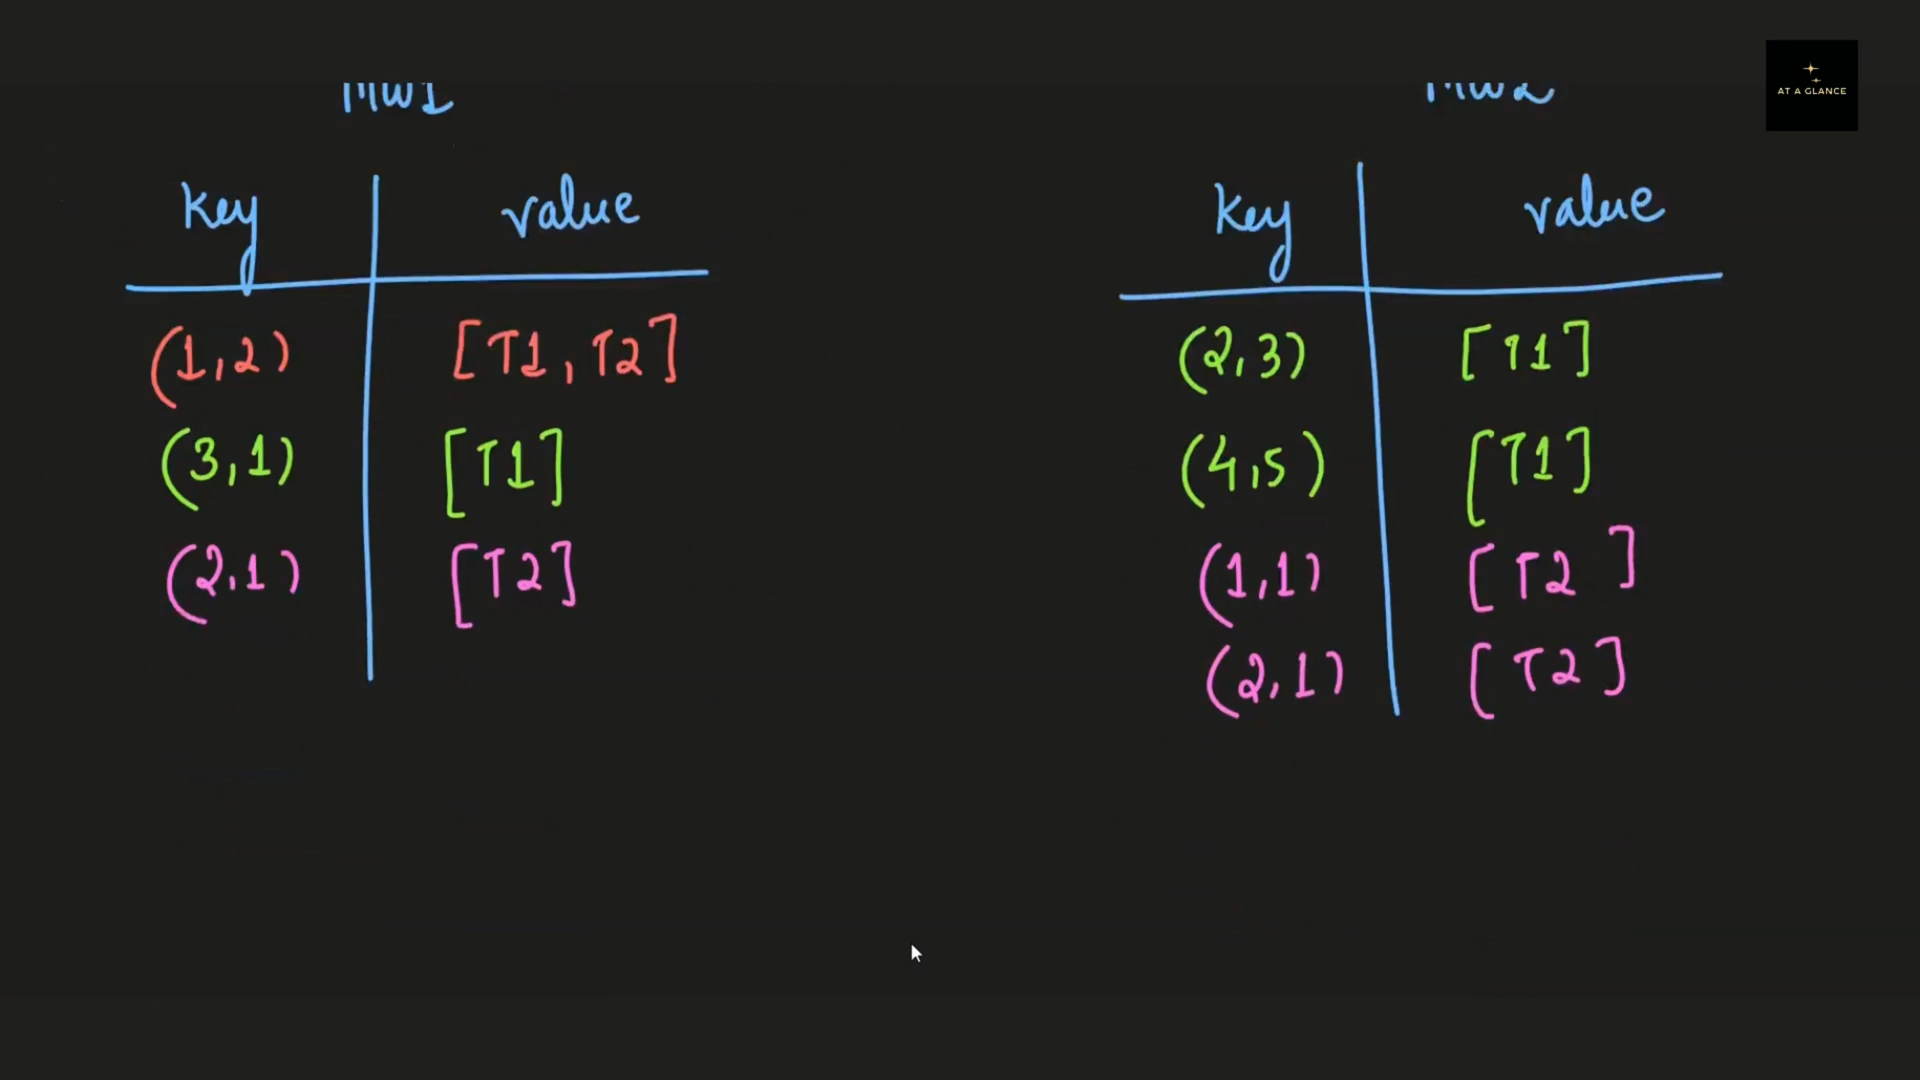 MW1
MW2
AT A GLANCE
key value
(1,2) [T1, T2]
(3,1) [T1]
(2,1) [T2]
key value
(2,3) [T1]
(4,5) [T1]
(1,1) [T2]
(2,1) [T2]